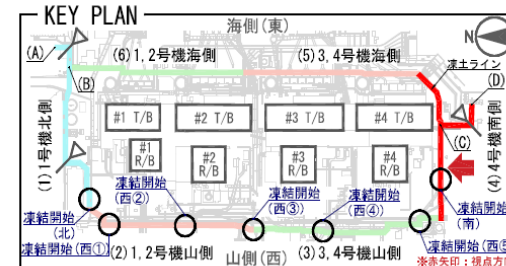 KEY PLAN
海側(東)
N
(A)
(6)1,2号機海側
(5)3,4号機海側
凍土ライン
(D)
(B)
(1)1号機北側
#1 T/B
#2 T/B
#3 T/B
#4 T/B
(C)
(4)4号機南側
#1
R/B
#2
R/B
#3
R/B
#4
R/B
凍結開始
(北)
凍結開始(西①)
凍結開始
(西②)
凍結開始
(西③)
凍結開始
(西④)
凍結開始
(南)
凍結開始(西⑤
(2)1,2号機山側
山側(西)
(3)3,4号機山側
※赤矢印:視点方